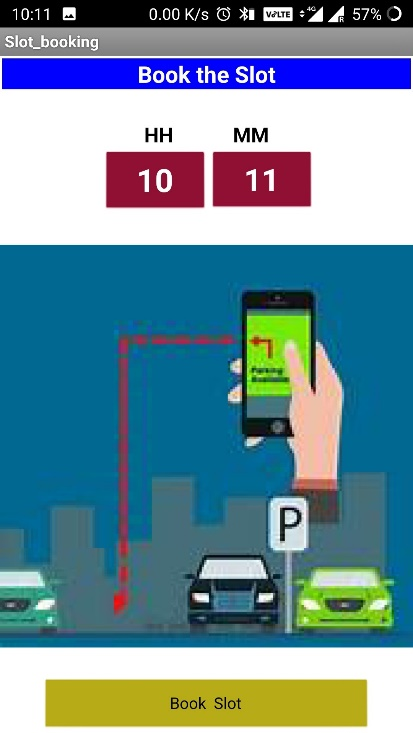 10:11 0.00 K/s VoLTE 4G R 57%
Slot_booking
Book the Slot
HH MM
10 11
Parking
Available
P
Book Slot